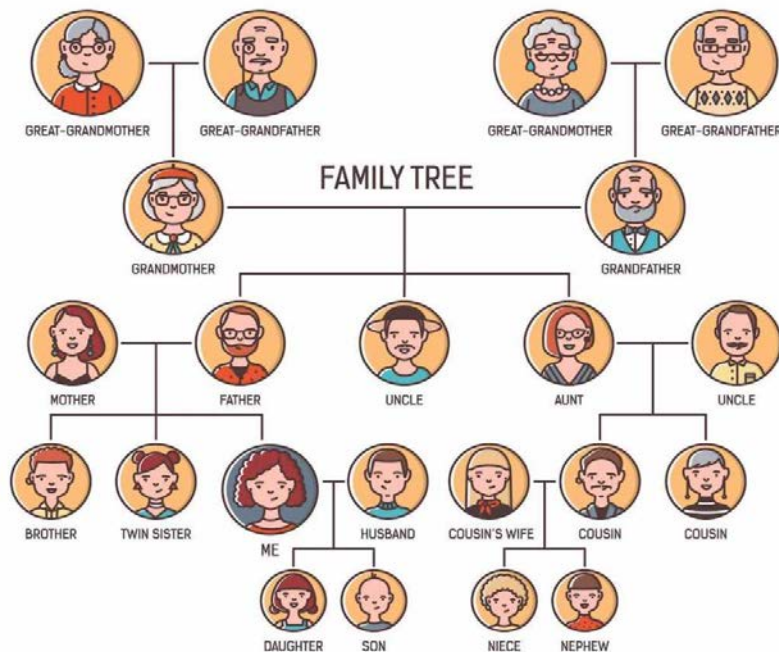 GREAT-GRANDMOTHER
GREAT-GRANDFATHER
GREAT-GRANDMOTHER
GREAT-GRANDFATHER
FAMILY TREE
GRANDMOTHER
GRANDFATHER
MOTHER
FATHER
UNCLE
AUNT
UNCLE
BROTHER
TWIN SISTER
ME
HUSBAND
COUSIN'S WIFE
COUSIN
COUSIN
DAUGHTER
SON
NIECE
NEPHEW